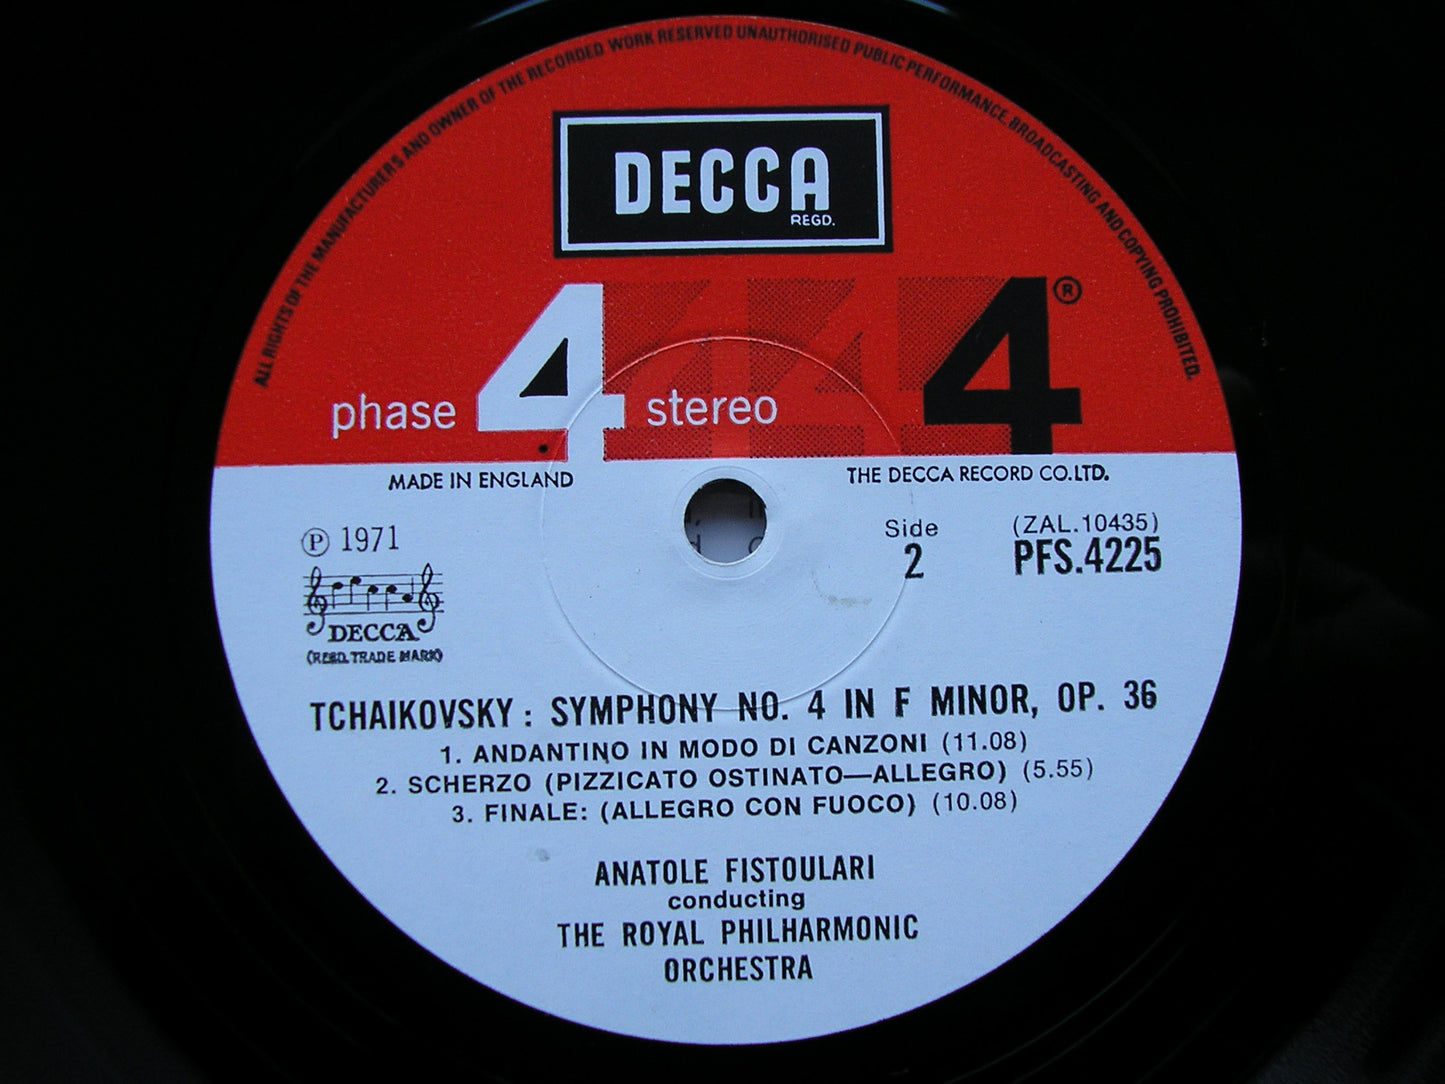 ALL RIGHTS OF THE MANUFACTURERS AND OWNER OF THE RECORDED WORK RESERVED UNAUTHORISED PUBLIC PERFORMANCE BROADCASTING AND COPYING PROHIBITED.
DECCA
REGD.
phase 4 stereo 4 ®
MADE IN ENGLAND
THE DECCA RECORD CO.LTD.
℗ 1971
Side
2
(ZAL.10435)
PFS.4225
DECCA
(REGD. TRADE MARK)
TCHAIKOVSKY : SYMPHONY NO. 4 IN F MINOR, OP. 36
1. ANDANTINO IN MODO DI CANZONI (11.08)
2. SCHERZO (PIZZICATO OSTINATO—ALLEGRO) (5.55)
3. FINALE: (ALLEGRO CON FUOCO) (10.08)
ANATOLE FISTOULARI
conducting
THE ROYAL PHILHARMONIC
ORCHESTRA